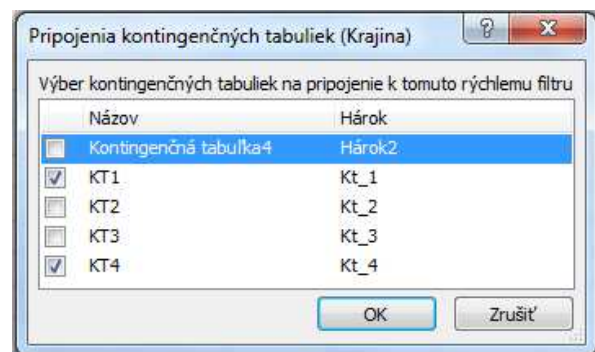 Pripojenia kontingenčných tabuliek (Krajina)
Výber kontingenčných tabuliek na pripojenie k tomuto rýchlemu filtru
Názov Hárok
Kontingenčná tabuľka4 Hárok2
KT1 Kt_1
KT2 Kt_2
KT3 Kt_3
KT4 Kt_4
OK Zrušiť